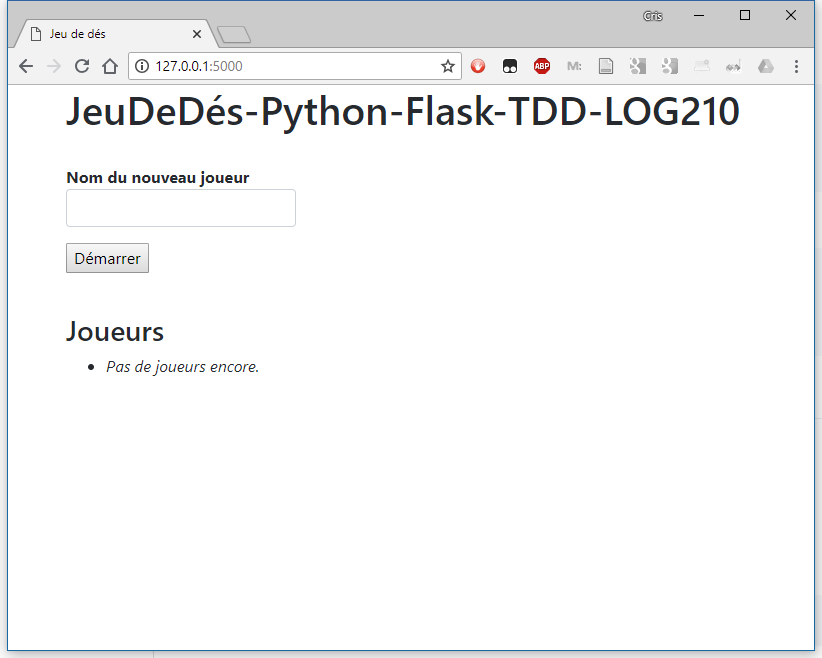 Cris
Jeu de dés
127.0.0.1:5000
ABP
M:
JeuDeDés-Python-Flask-TDD-LOG210
Nom du nouveau joueur
Démarrer
Joueurs
Pas de joueurs encore.